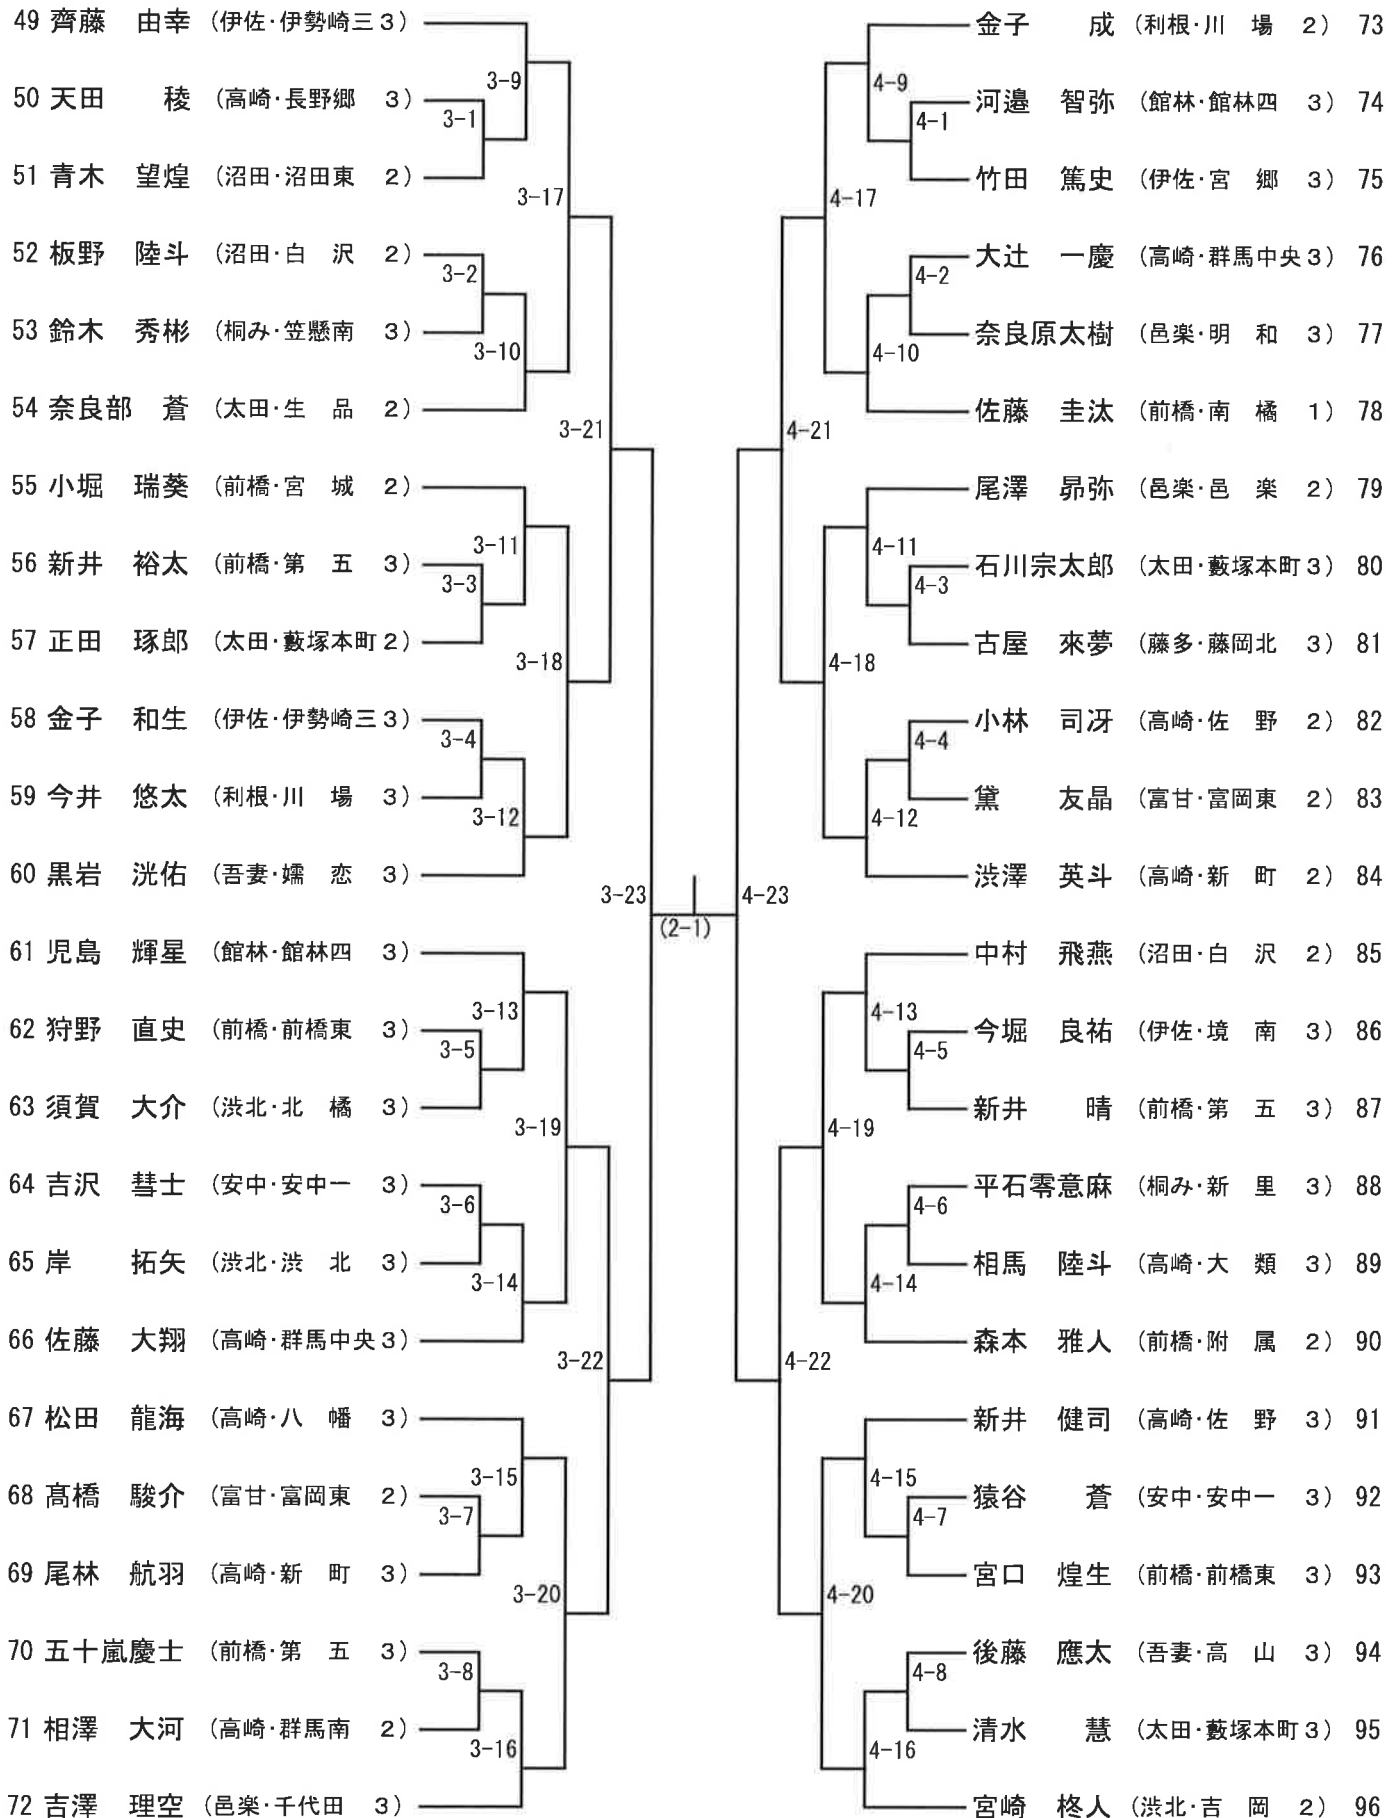 49 齊藤　由幸 (伊佐･伊勢崎三 3)
3-9
50 天田　　稜 (高崎･長野郷　3)
3-1
51 青木　望煌 (沼田･沼田東　2)
3-17
52 板野　陸斗 (沼田･白　沢　2)
3-2
53 鈴木　秀彬 (桐み･笠懸南　3)
3-10
54 奈良部　蒼 (太田･生　品　2)
3-21
55 小堀　瑞葵 (前橋･宮　城　2)
3-11
56 新井　裕太 (前橋･第　五　3)
3-3
57 正田　琢郎 (太田･藪塚本町 2)
3-18
58 金子　和生 (伊佐･伊勢崎三 3)
3-4
59 今井　悠太 (利根･川　場　3)
3-12
60 黒岩　洸佑 (吾妻･嬬　恋　3)
3-23
61 児島　輝星 (館林･館林四　3)
3-13
62 狩野　直史 (前橋･前橋東　3)
3-5
63 須賀　大介 (渋北･北　橘　3)
3-19
64 吉沢　彗士 (安中･安中一　3)
3-6
65 岸　　拓矢 (渋北･渋　北　3)
3-14
66 佐藤　大翔 (高崎･群馬中央 3)
3-22
67 松田　龍海 (高崎･八　幡　3)
3-15
68 髙橋　駿介 (富甘･富岡東　2)
3-7
69 尾林　航羽 (高崎･新　町　3)
3-20
70 五十嵐慶士 (前橋･第　五　3)
3-8
71 相澤　大河 (高崎･群馬南　2)
3-16
72 吉澤　理空 (邑楽･千代田　3)
(2-1)
金子　　成 (利根･川　場　2) 73
4-9
河邉　智弥 (館林･館林四　3) 74
4-1
竹田　篤史 (伊佐･宮　郷　3) 75
4-17
大辻　一慶 (高崎･群馬中央 3) 76
4-2
奈良原太樹 (邑楽･明　和　3) 77
4-10
佐藤　圭汰 (前橋･南　橘　1) 78
4-21
尾澤　昴弥 (邑楽･邑　楽　2) 79
4-11
石川宗太郎 (太田･藪塚本町 3) 80
4-3
古屋　來夢 (藤多･藤岡北　3) 81
4-18
小林　司冴 (高崎･佐　野　2) 82
4-4
黛　　友晶 (富甘･富岡東　2) 83
4-12
渋澤　英斗 (高崎･新　町　2) 84
4-23
中村　飛燕 (沼田･白　沢　2) 85
4-13
今堀　良祐 (伊佐･境　南　3) 86
4-5
新井　　晴 (前橋･第　五　3) 87
4-19
平石零意麻 (桐み･新　里　3) 88
4-6
相馬　陸斗 (高崎･大　類　3) 89
4-14
森本　雅人 (前橋･附　属　2) 90
4-22
新井　健司 (高崎･佐　野　3) 91
4-15
猿谷　　蒼 (安中･安中一　3) 92
4-7
宮口　煌生 (前橋･前橋東　3) 93
4-20
後藤　應太 (吾妻･高　山　3) 94
4-8
清水　　慧 (太田･藪塚本町 3) 95
4-16
宮崎　柊人 (渋北･吉　岡　2) 96